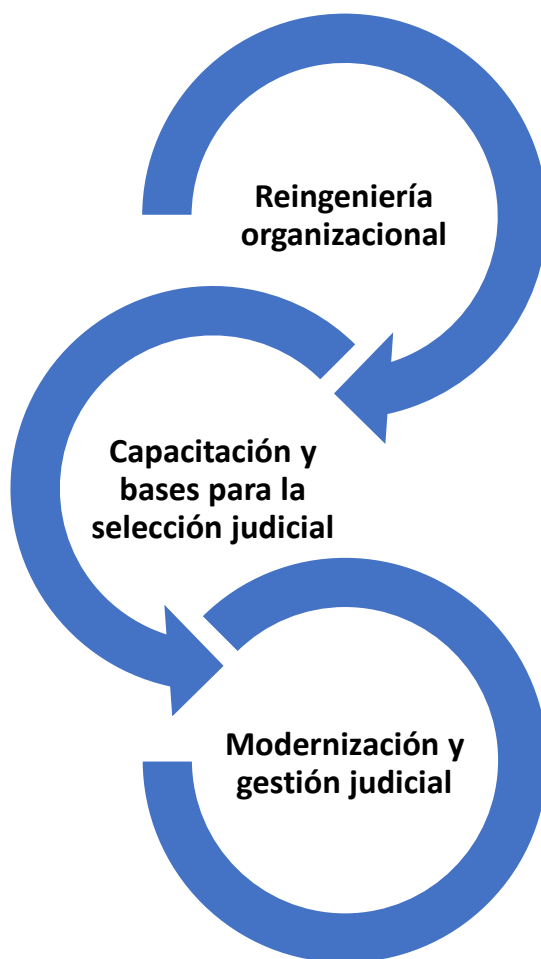 Reingeniería
organizacional
Capacitación y
bases para la
selección judicial
Modernización y
gestión judicial